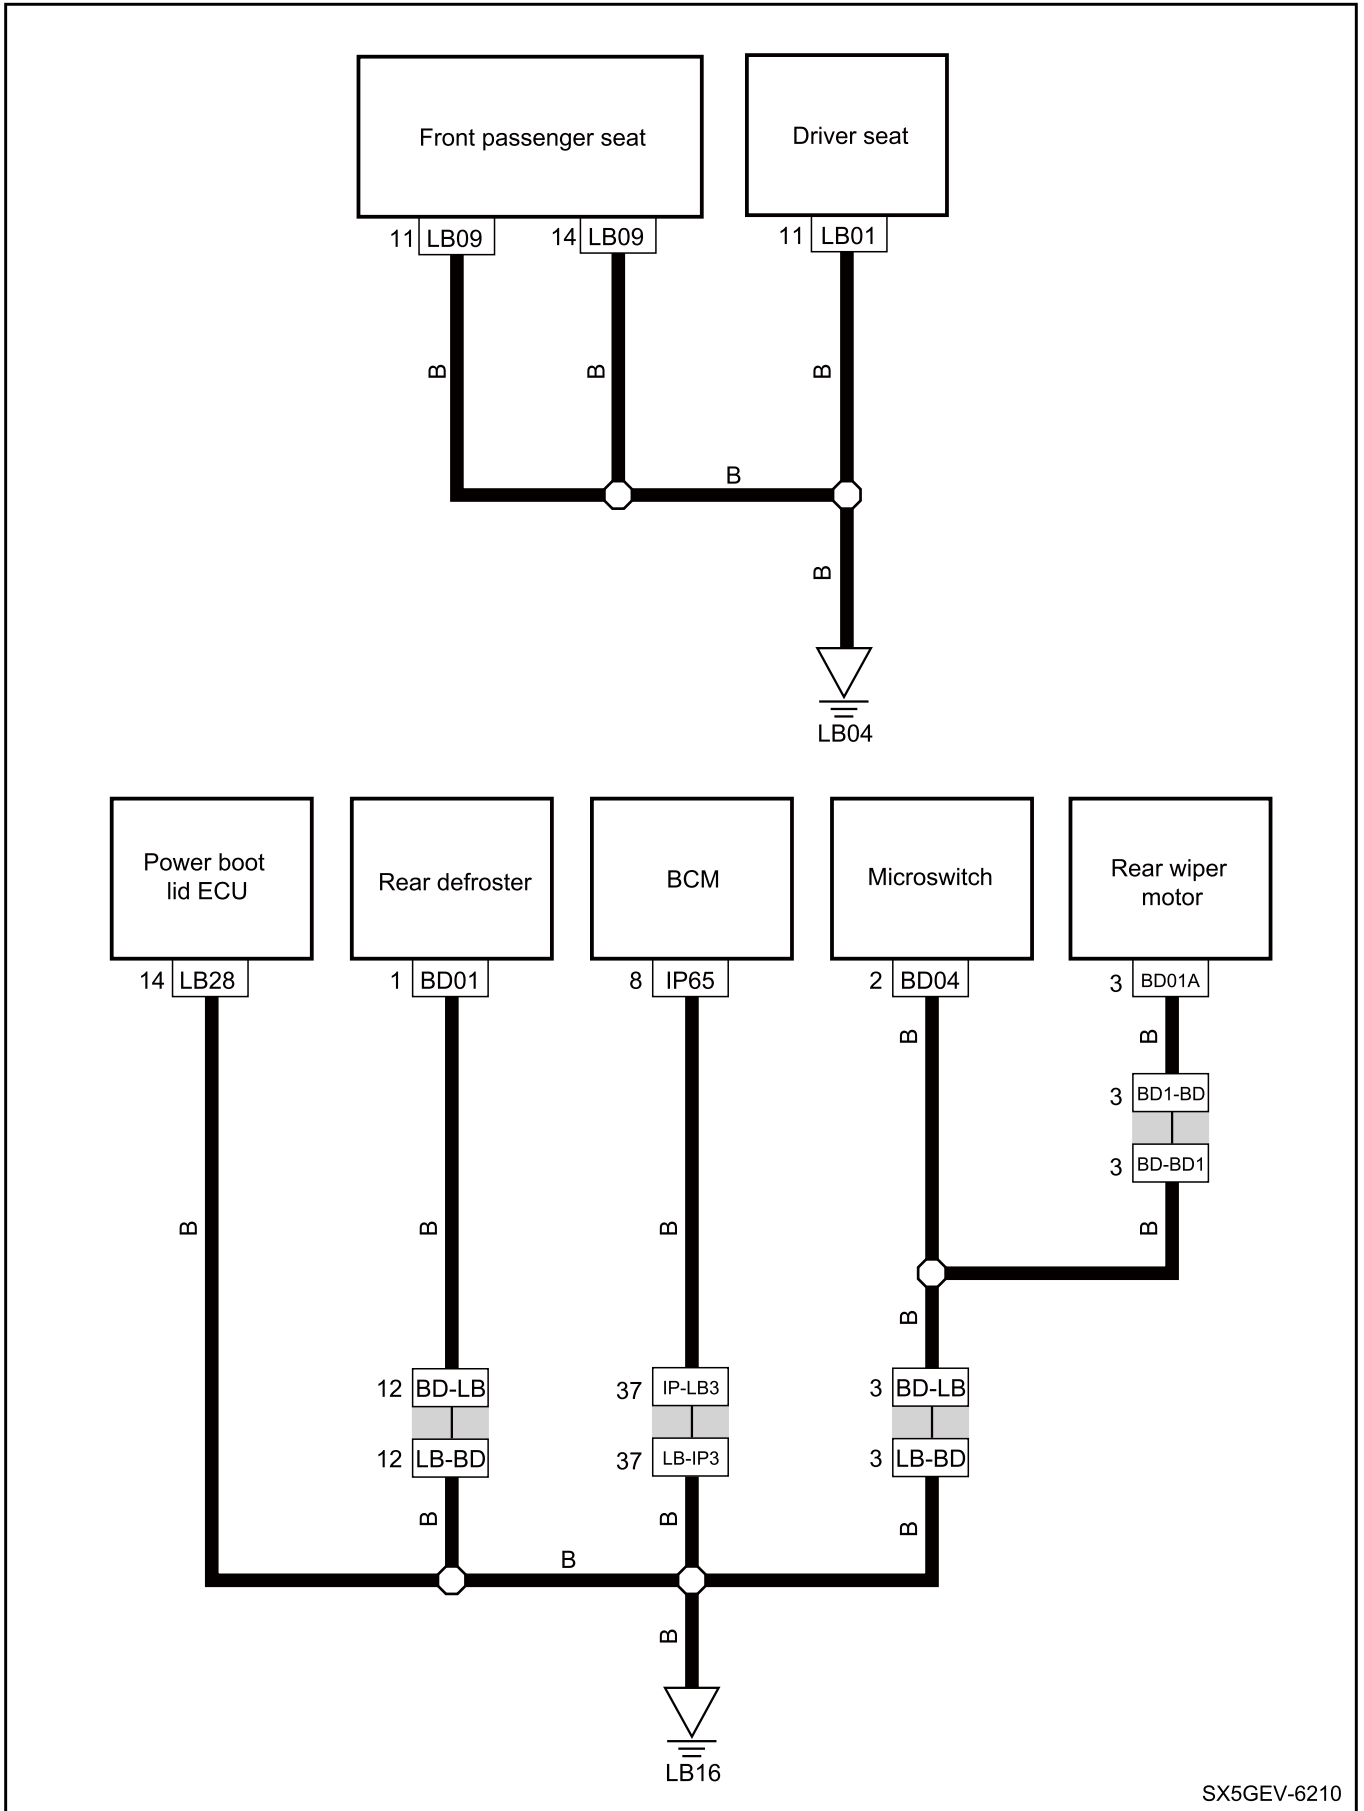 Front passenger seat
Driver seat
11 LB09
14 LB09
11 LB01
B
B
B
B
B
LB04
Power boot
lid ECU
Rear defroster
BCM
Microswitch
Rear wiper
motor
14 LB28
1 BD01
8 IP65
2 BD04
3 BD01A
B
B
3 BD1-BD
3 BD-BD1
B
B
B
B
B
12 BD-LB
37 IP-LB3
3 BD-LB
12 LB-BD
37 LB-IP3
3 LB-BD
B
B
B
B
B
LB16
SX5GEV-6210